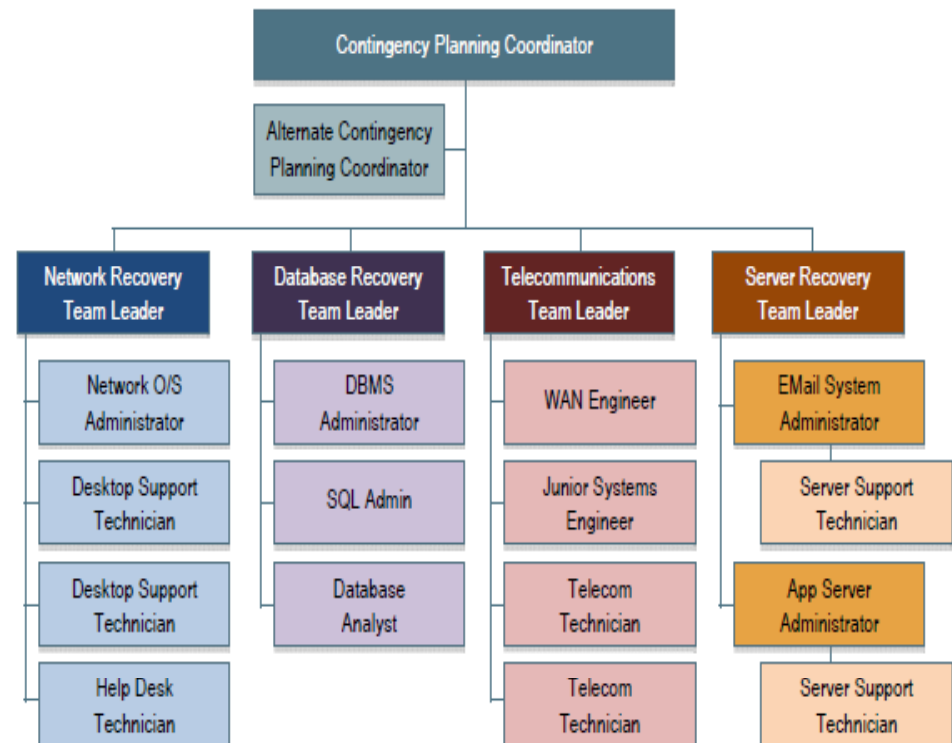 Contingency Planning Coordinator
Alternate Contingency
Planning Coordinator
Network Recovery
Team Leader
Network O/S
Administrator
Desktop Support
Technician
Desktop Support
Technician
Help Desk
Technician
Database Recovery
Team Leader
DBMS
Administrator
SQL Admin
Database
Analyst
Telecommunications
Team Leader
WAN Engineer
Junior Systems
Engineer
Telecom
Technician
Telecom
Technician
Server Recovery
Team Leader
EMail System
Administrator
Server Support
Technician
App Server
Administrator
Server Support
Technician